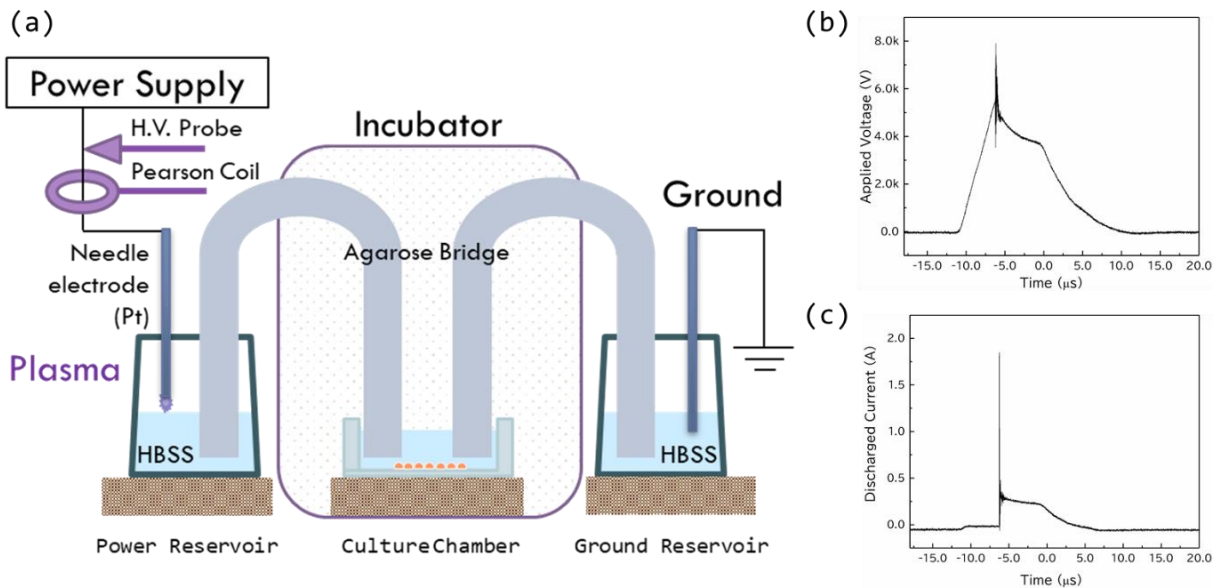 (a)
Power Supply
H.V. Probe
Pearson Coil
Incubator
Ground
Needle
electrode
(Pt)
Agarose Bridge
Plasma
HBSS
HBSS
Power Reservoir
Culture Chamber
Ground Reservoir
(b)
8.0k
6.0k
4.0k
2.0k
0.0
Applied Voltage (V)
-15.0 -10.0 -5.0 0.0 5.0 10.0 15.0 20.0
Time (μs)
(c)
2.0
1.5
1.0
0.5
0.0
Discharged Current (A)
-15.0 -10.0 -5.0 0.0 5.0 10.0 15.0 20.0
Time (μs)